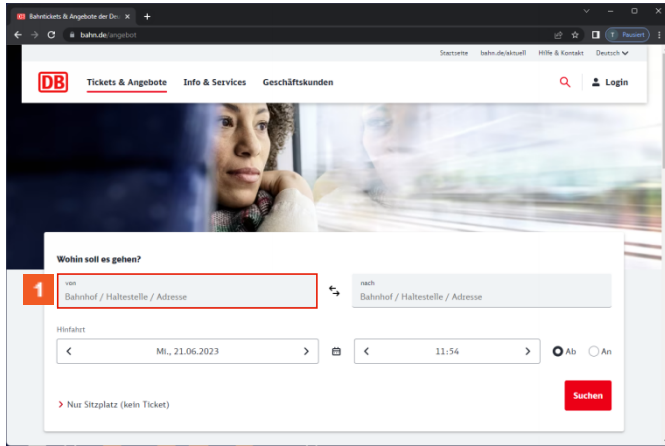 Bahntickets & Angebote der De
bahn.de/angebot
Pausiert
Startseite bahn.de/aktuell Hilfe & Kontakt Deutsch
DB Tickets & Angebote Info & Services Geschäftskunden Login
Wohin soll es gehen?
1
von
Bahnhof / Haltestelle / Adresse
nach
Bahnhof / Haltestelle / Adresse
Hinfahrt
Mi., 21.06.2023
11:54
Ab An
Nur Sitzplatz (kein Ticket)
Suchen